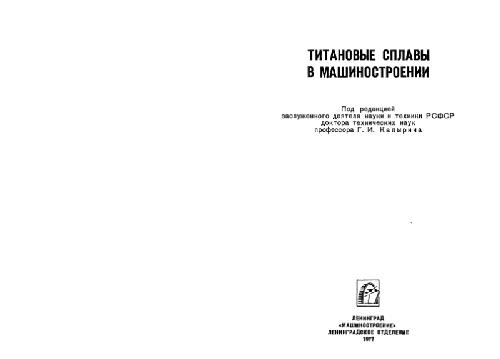 ТИТАНОВЫЕ СПЛАВЫ
В МАШИНОСТРОЕНИИ
Под редакцией
заслуженного деятеля науки и техники РСФСР
доктора технических наук
профессора Г. И. Капырина
ЛЕНИНГРАД
«МАШИНОСТРОЕНИЕ»
ЛЕНИНГРАДСКОЕ ОТДЕЛЕНИЕ
1977